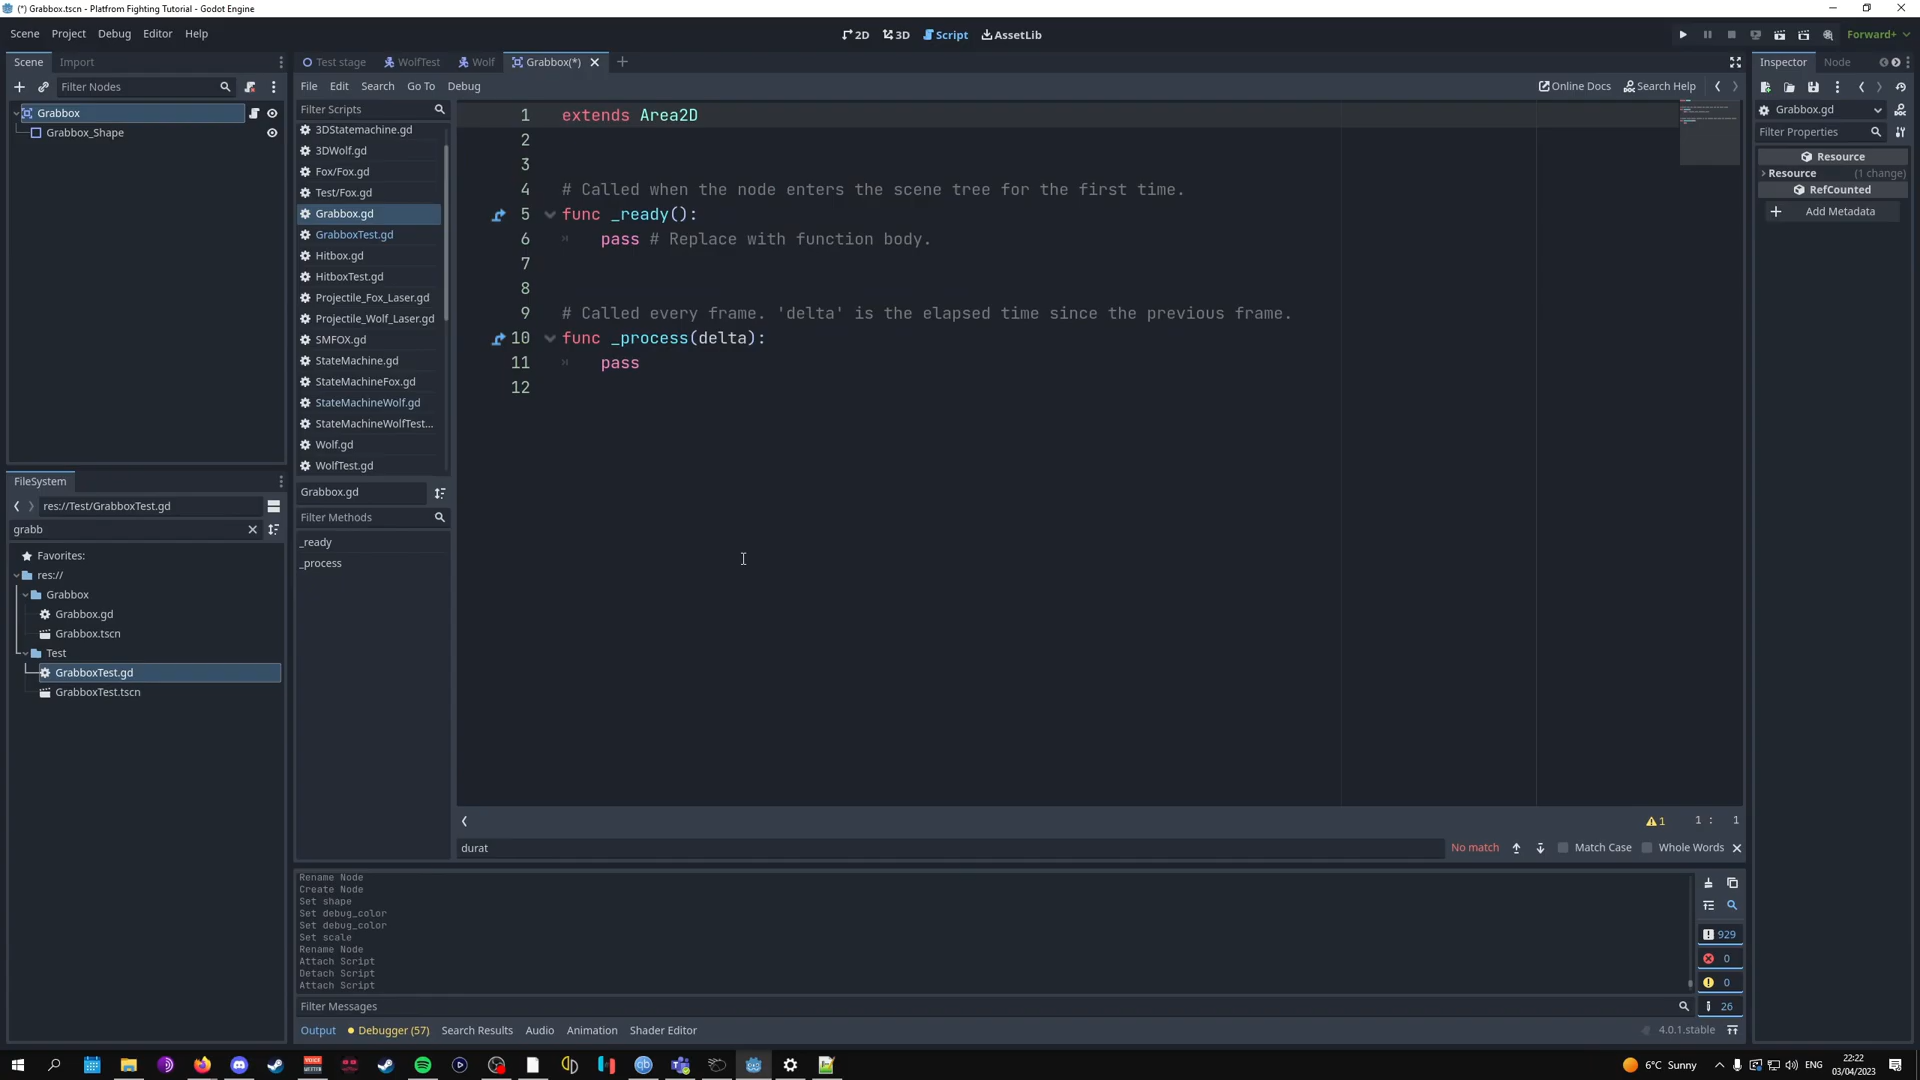 (*) Grabbox.tscn - Platfrom Fighting Tutorial - Godot Engine
Scene Project Debug Editor Help
2D 3D Script AssetLib
Forward+
Scene Import
Test stage WolfTest Wolf Grabbox(*)
Inspector Node
Filter Nodes
File Edit Search Go To Debug
Online Docs Search Help
Grabbox
Grabbox_Shape
Filter Scripts
3DStatemachine.gd
3DWolf.gd
Fox/Fox.gd
Test/Fox.gd
Grabbox.gd
GrabboxTest.gd
Hitbox.gd
HitboxTest.gd
Projectile_Fox_Laser.gd
Projectile_Wolf_Laser.gd
SMFOX.gd
StateMachine.gd
StateMachineFox.gd
StateMachineWolf.gd
StateMachineWolfTest...
Wolf.gd
WolfTest.gd
Grabbox.gd
Filter Methods
_ready
_process
1 extends Area2D
2
3
4 # Called when the node enters the scene tree for the first time.
5 func _ready():
6 pass # Replace with function body.
7
8
9 # Called every frame. 'delta' is the elapsed time since the previous frame.
10 func _process(delta):
11 pass
12
Grabbox.gd
Filter Properties
Resource
Resource (1 change)
RefCounted
Add Metadata
FileSystem
res://Test/GrabboxTest.gd
grabb
Favorites:
res://
Grabbox
Grabbox.gd
Grabbox.tscn
Test
GrabboxTest.gd
GrabboxTest.tscn
1 1 : 1
durat No match Match Case Whole Words
Rename Node
Create Node
Set shape
Set debug_color
Set debug_color
Set scale
Rename Node
Attach Script
Detach Script
Attach Script
929
0
0
26
Filter Messages
Output Debugger (57) Search Results Audio Animation Shader Editor
4.0.1.stable
6°C Sunny
ENG
22:22
03/04/2023